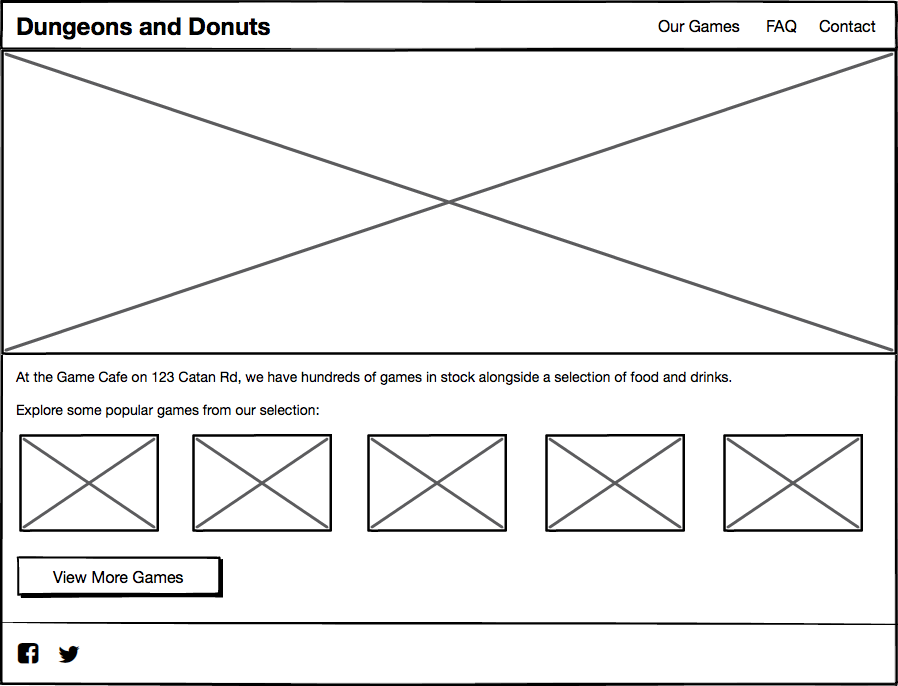 Dungeons and Donuts
Our Games FAQ Contact
At the Game Cafe on 123 Catan Rd, we have hundreds of games in stock alongside a selection of food and drinks.
Explore some popular games from our selection:
View More Games